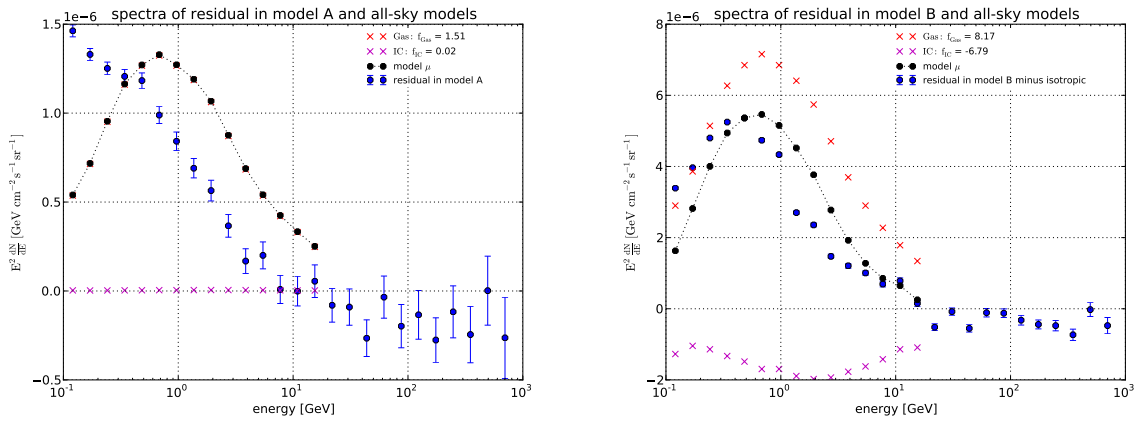 spectra of residual in model A and all-sky models
1e−6
Gas: f_Gas = 1.51
IC: f_IC = 0.02
model μ
residual in model A
E² dN/dE [GeV cm⁻² s⁻¹ sr⁻¹]
1.5
1.0
0.5
0.0
−0.5
10⁻¹ 10⁰ 10¹ 10² 10³
energy [GeV]
spectra of residual in model B and all-sky models
1e−6
Gas: f_Gas = 8.17
IC: f_IC = -6.79
model μ
residual in model B minus isotropic
E² dN/dE [GeV cm⁻² s⁻¹ sr⁻¹]
8
6
4
2
0
−2
10⁻¹ 10⁰ 10¹ 10² 10³
energy [GeV]